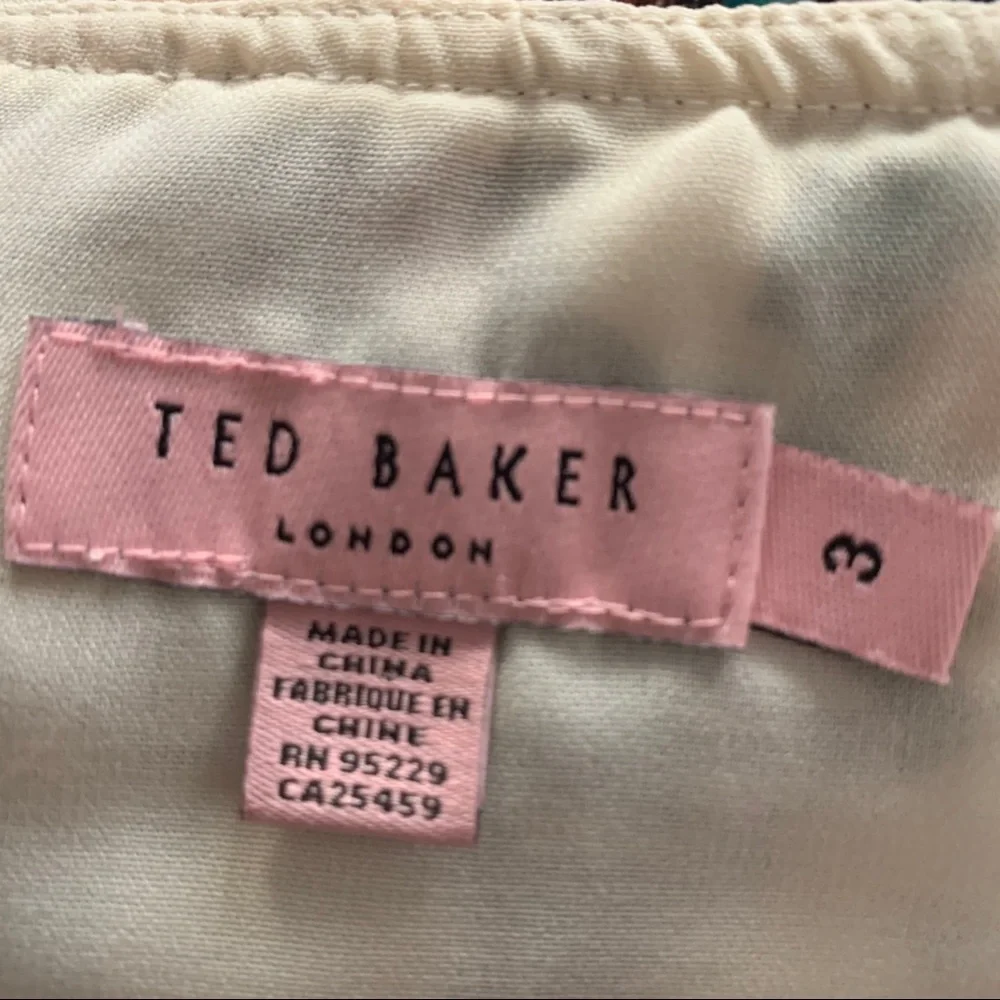 TED BAKER
LONDON
3
MADE IN
CHINA
FABRIQUE EN
CHINE
RN 95229
CA25459